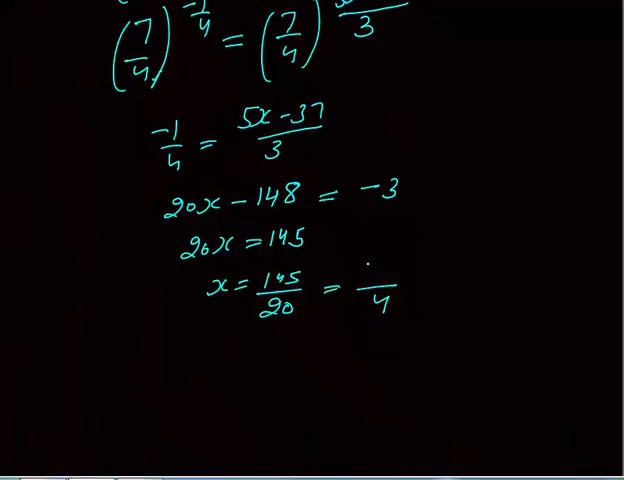 (7/4)^(-1/4) = (7/4)^( /3)
-1/4 = (5x-37)/3
20x - 148 = -3
20x = 145
x = 145/20 = /4